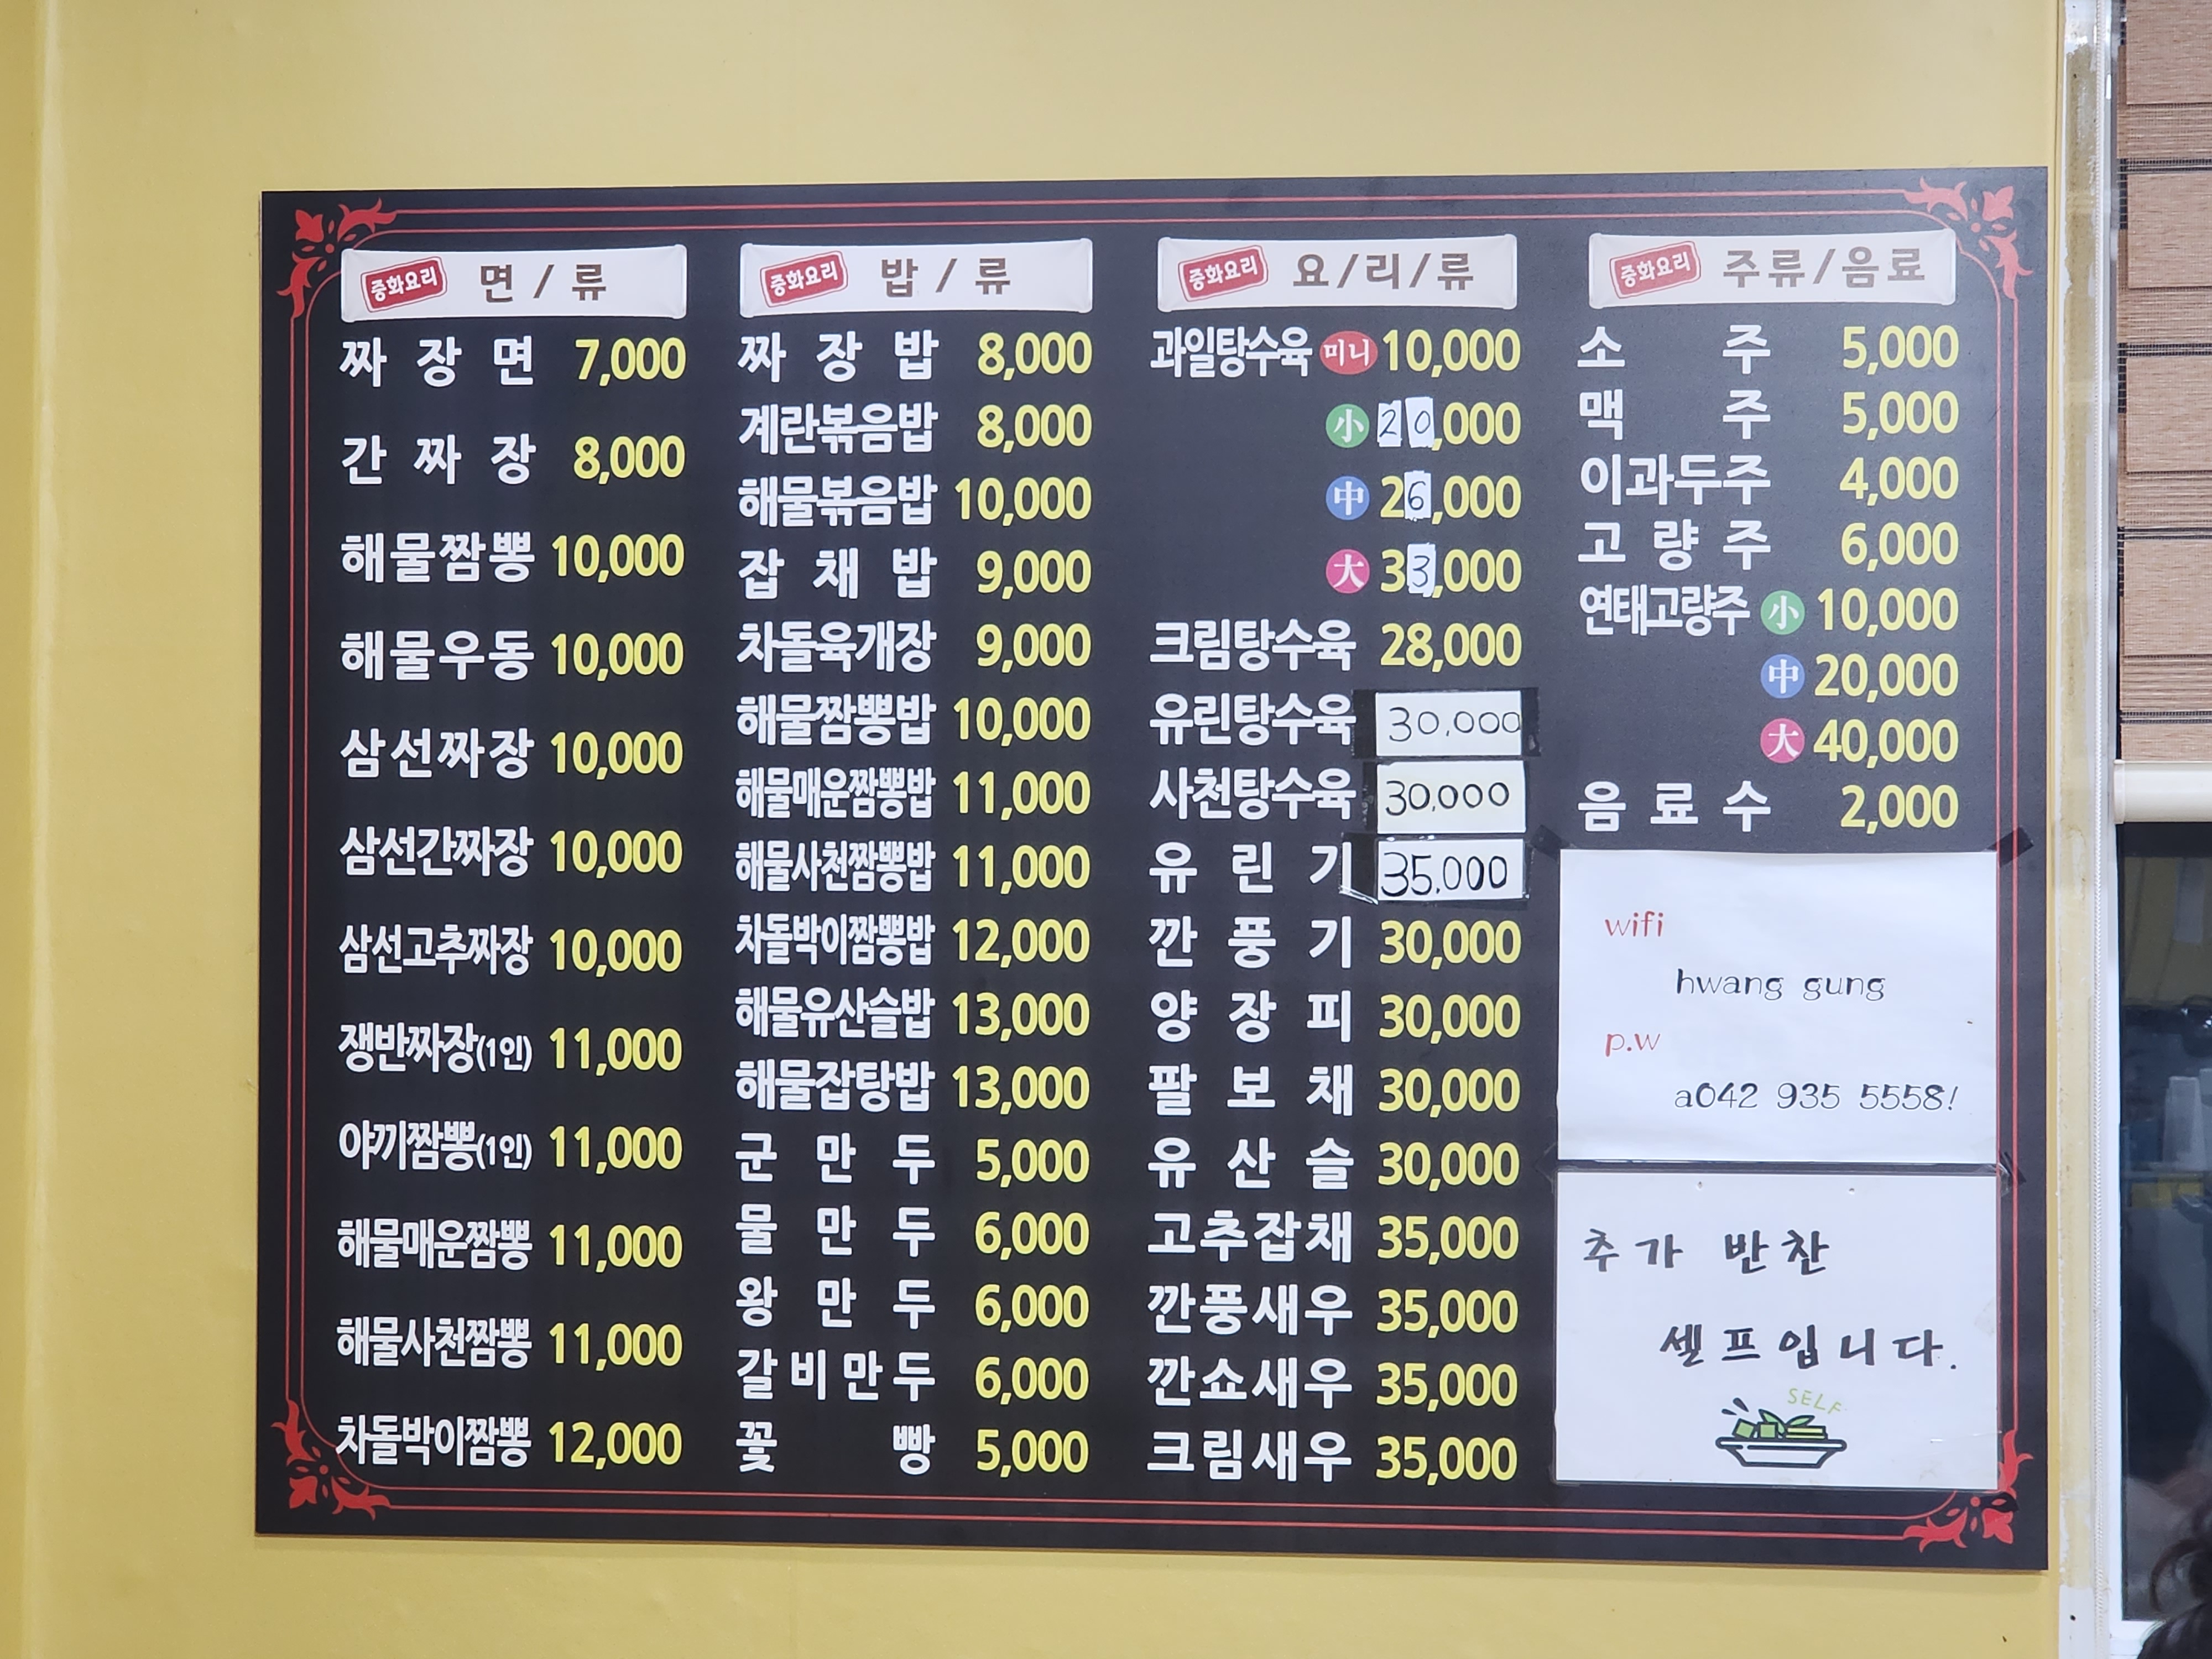 중화요리 면/류
짜장면 7,000
간짜장 8,000
해물짬뽕 10,000
해물우동 10,000
삼선짜장 10,000
삼선간짜장 10,000
삼선고추짜장 10,000
쟁반짜장(1인) 11,000
야끼짬뽕(1인) 11,000
해물매운짬뽕 11,000
해물사천짬뽕 11,000
차돌박이짬뽕 12,000
중화요리 밥/류
짜장밥 8,000
계란볶음밥 8,000
해물볶음밥 10,000
잡채밥 9,000
차돌육개장 9,000
해물짬뽕밥 10,000
해물매운짬뽕밥 11,000
해물사천짬뽕밥 11,000
차돌박이짬뽕밥 12,000
해물유산슬밥 13,000
해물잡탕밥 13,000
군만두 5,000
물만두 6,000
왕만두 6,000
갈비만두 6,000
꽃빵 5,000
중화요리 요/리/류
과일탕수육 미니 10,000
小 20,000
中 26,000
大 33,000
크림탕수육 28,000
유린탕수육 30,000
사천탕수육 30,000
유린기 35,000
깐풍기 30,000
양장피 30,000
팔보채 30,000
유산슬 30,000
고추잡채 35,000
깐풍새우 35,000
깐쇼새우 35,000
크림새우 35,000
중화요리 주류/음료
소주 5,000
맥주 5,000
이과두주 4,000
고량주 6,000
연태고량주 小 10,000
中 20,000
大 40,000
음료수 2,000
wifi
hwang gung
p.w
a042 935 5558!
추가 반찬
셀프입니다.
SELF